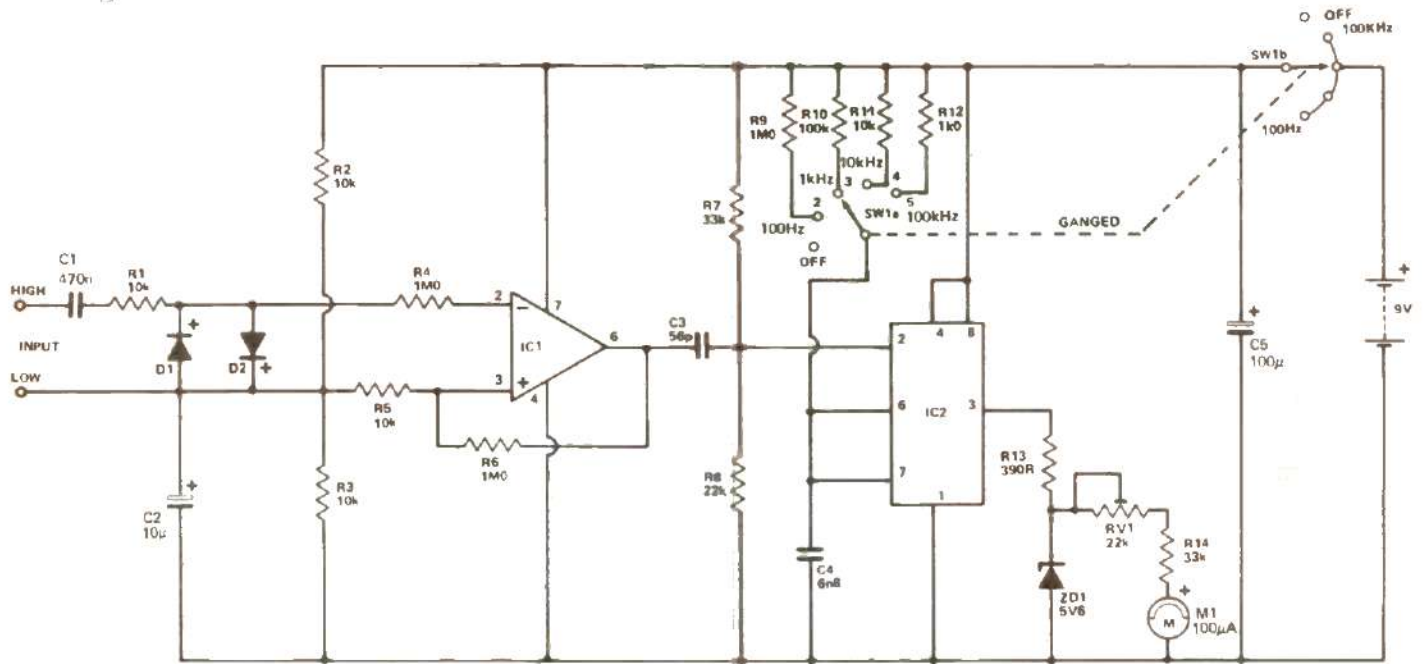 OFF
100KHz
SW1b
100Hz
R9
1M0
R10
100k
R11
10k
R12
1k0
R2
10k
10kHz
1kHz
3
4
2
5
SW1a
100kHz
100Hz
OFF
GANGED
R7
33k
9V
C1
470n
R1
10k
HIGH
INPUT
LOW
R4
1M0
2
7
IC1
6
3
4
D1
D2
R5
10k
R6
1M0
C3
56p
4
8
2
6
IC2
3
7
1
C5
100μ
R13
390R
R3
10k
R8
22k
C2
10μ
RV1
22k
R14
33k
C4
6n8
ZD1
5V6
M
M1
100μA